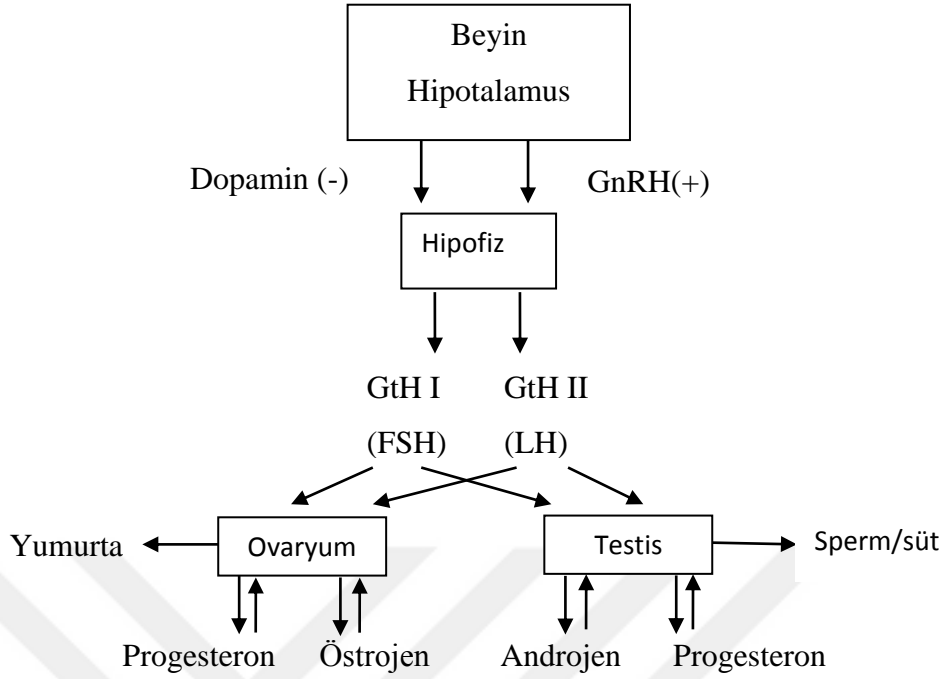 Beyin
Hipotalamus
Dopamin (-)
GnRH(+)
Hipofiz
GtH I
GtH II
(FSH)
(LH)
Yumurta
Ovaryum
Testis
Sperm/süt
Progesteron
Östrojen
Androjen
Progesteron